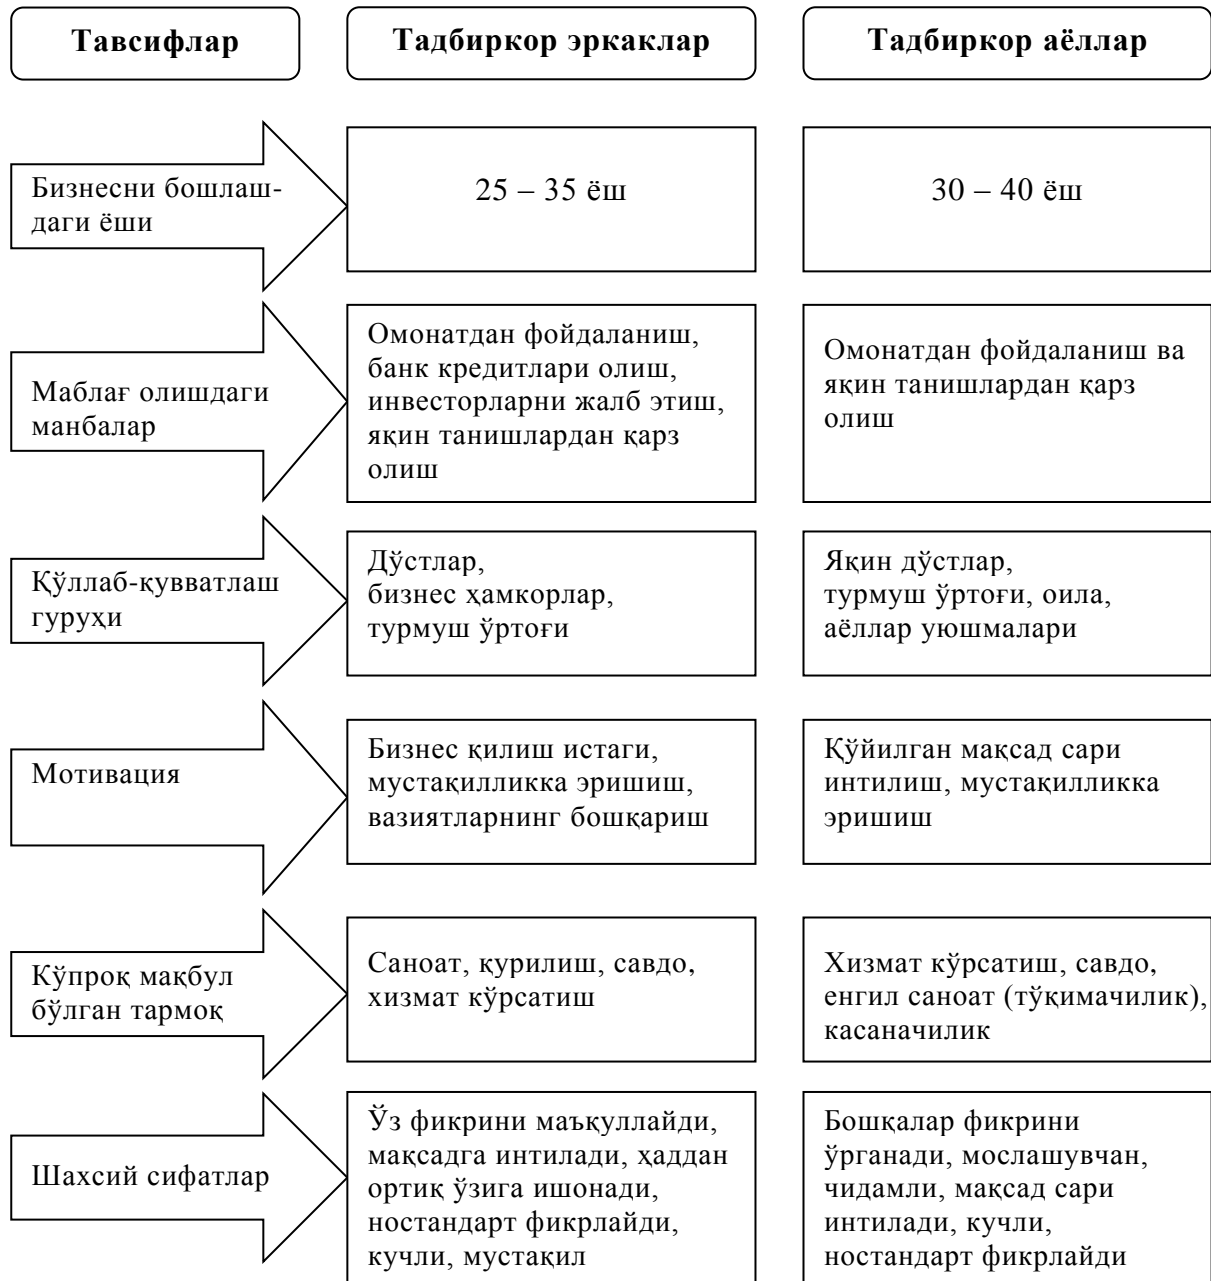 Тавсифлар
Тадбиркор эркаклар
Тадбиркор аёллар
Бизнесни бошлаш-
даги ёши
25 – 35 ёш
30 – 40 ёш
Маблағ олишдаги
манбалар
Омонатдан фойдаланиш,
банк кредитлари олиш,
инвесторларни жалб этиш,
яқин танишлардан қарз
олиш
Омонатдан фойдаланиш ва
яқин танишлардан қарз
олиш
Қўллаб-қувватлаш
гуруҳи
Дўстлар,
бизнес ҳамкорлар,
турмуш ўртоғи
Яқин дўстлар,
турмуш ўртоғи, оила,
аёллар уюшмалари
Мотивация
Бизнес қилиш истаги,
мустақилликка эришиш,
вазиятларнинг бошқариш
Қўйилган мақсад сари
интилиш, мустақилликка
эришиш
Кўпроқ мақбул
бўлган тармоқ
Саноат, қурилиш, савдо,
хизмат кўрсатиш
Хизмат кўрсатиш, савдо,
енгил саноат (тўқимачилик),
касаначилик
Шахсий сифатлар
Ўз фикрини маъқуллайди,
мақсадга интилади, ҳаддан
ортиқ ўзига ишонади,
ностандарт фикрлайди,
кучли, мустақил
Бошқалар фикрини
ўрганади, мослашувчан,
чидамли, мақсад сари
интилади, кучли,
ностандарт фикрлайди